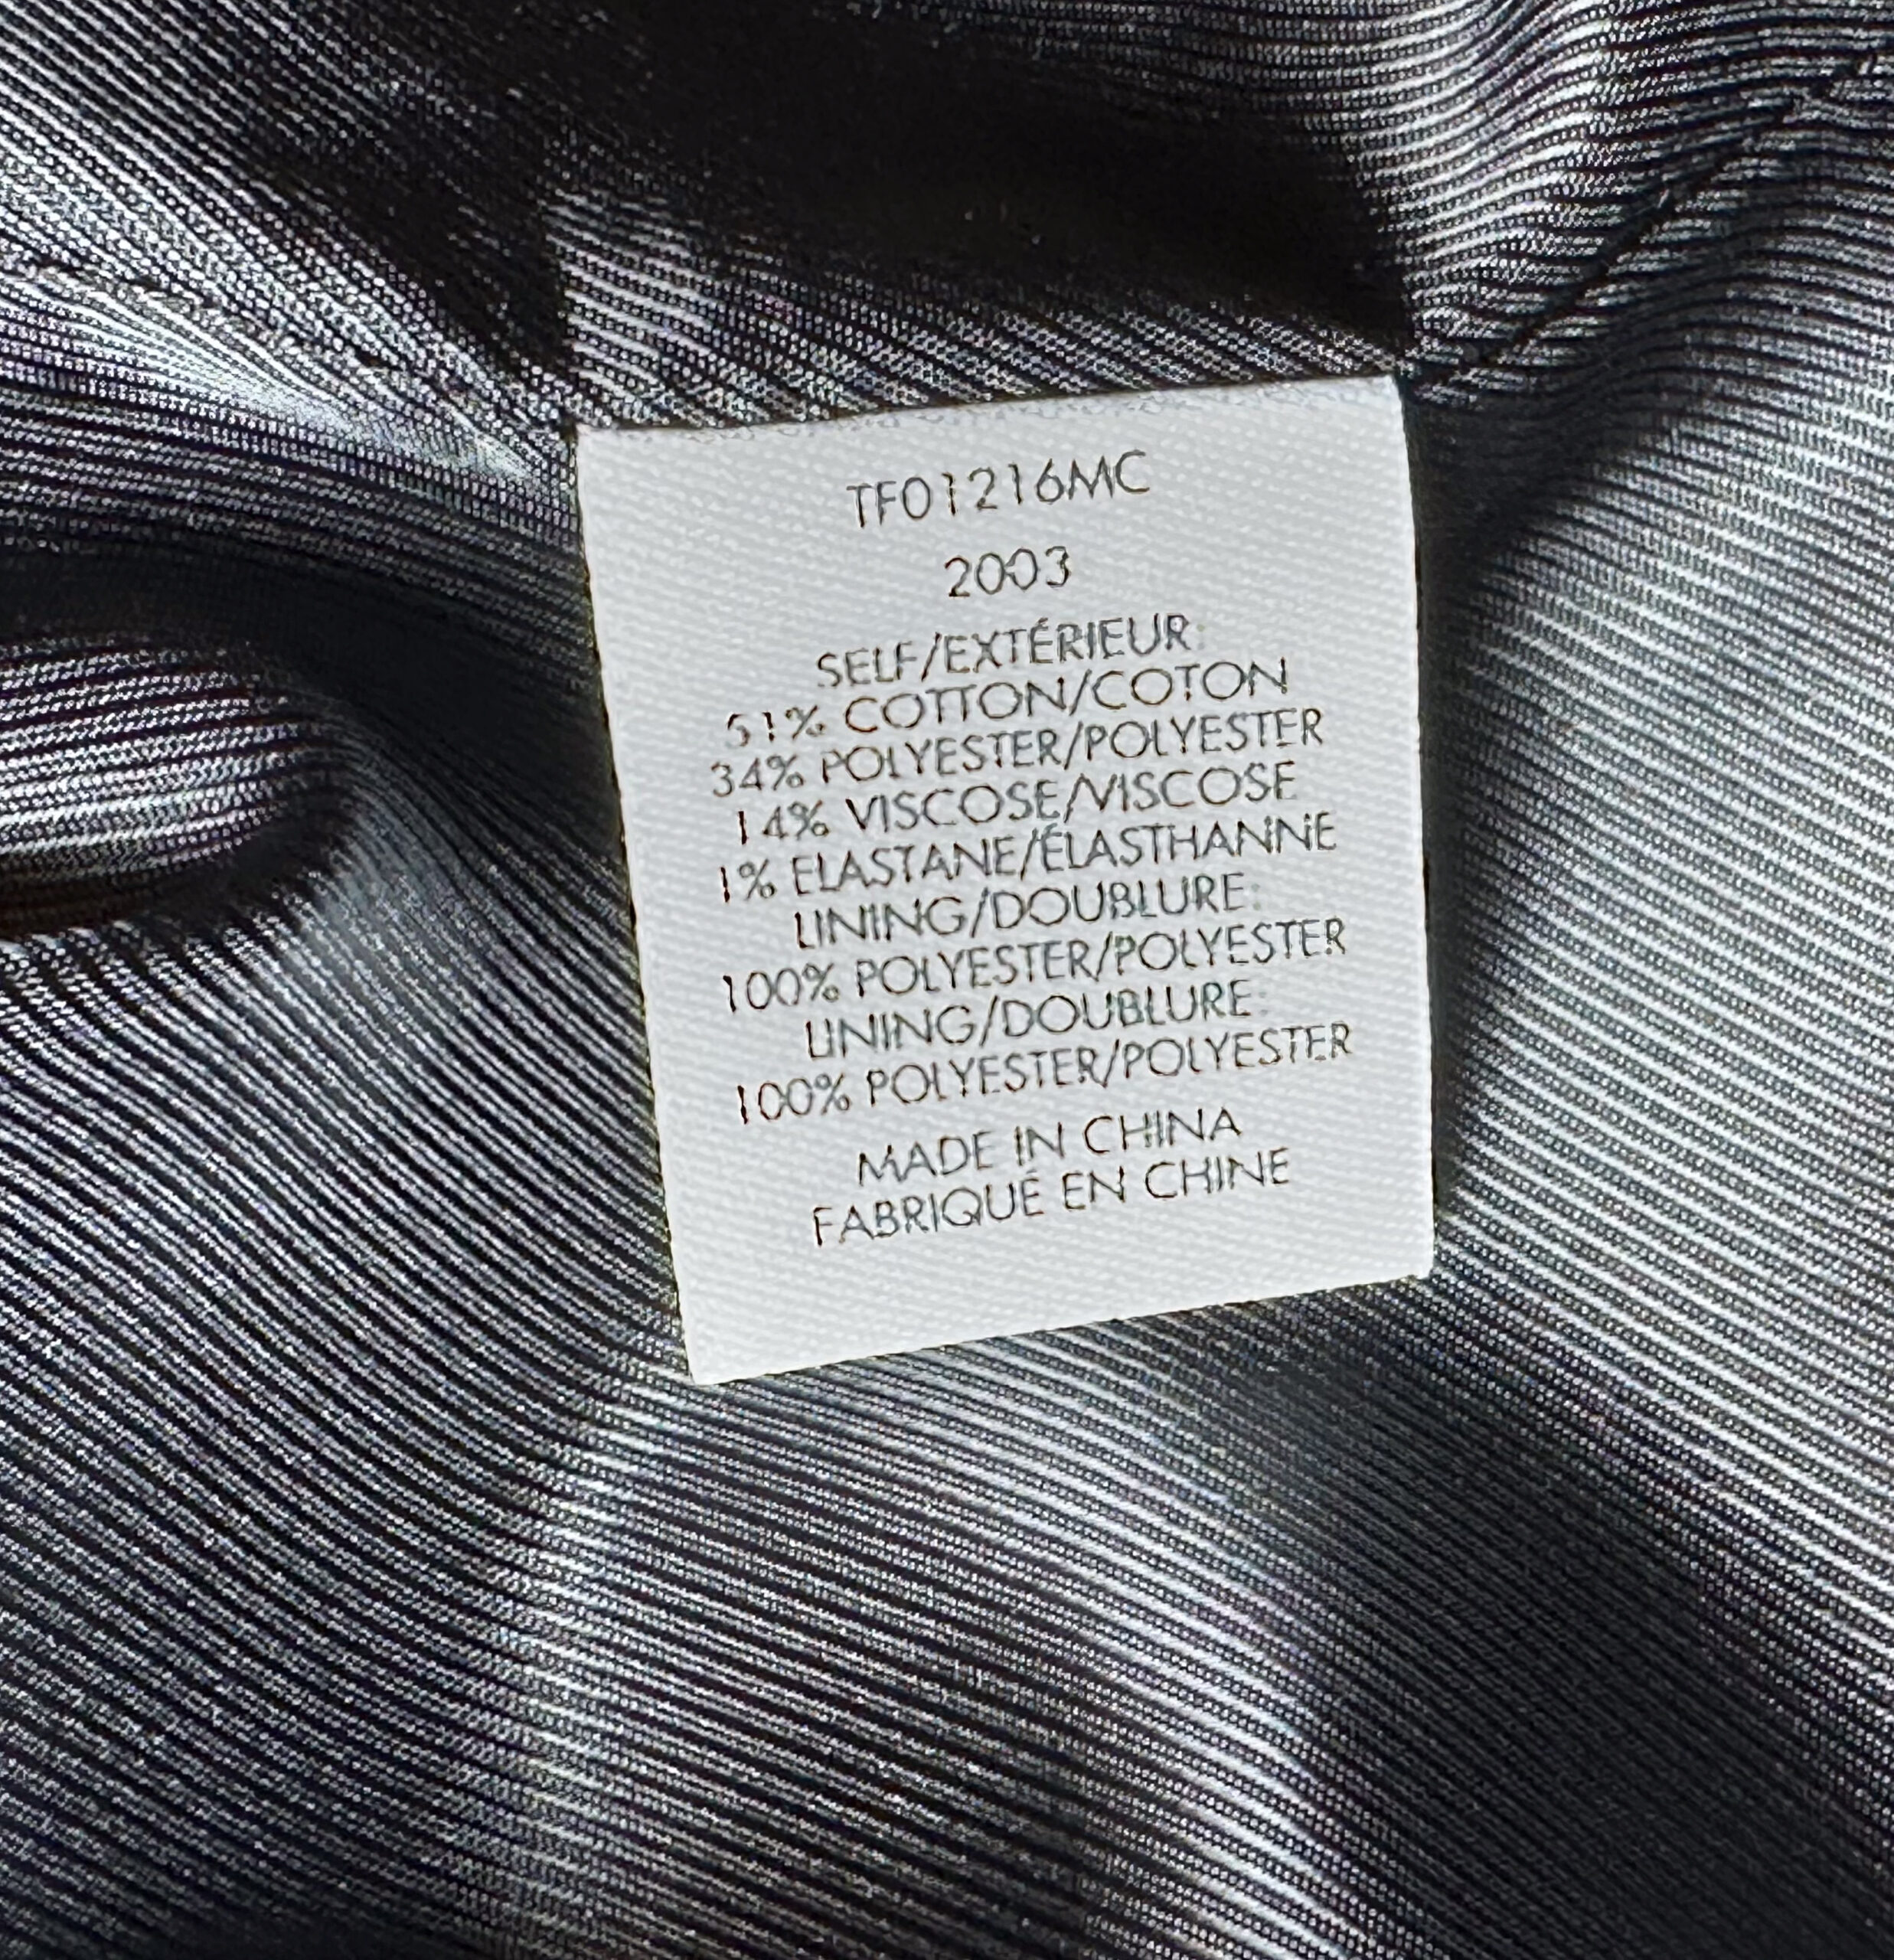 TF01216MC
2003
SELF/EXTÉRIEUR:
51% COTTON/COTON
34% POLYESTER/POLYESTER
14% VISCOSE/VISCOSE
1% ELASTANE/ÉLASTHANNE
LINING/DOUBLURE:
100% POLYESTER/POLYESTER
LINING/DOUBLURE:
100% POLYESTER/POLYESTER
MADE IN CHINA
FABRIQUÉ EN CHINE